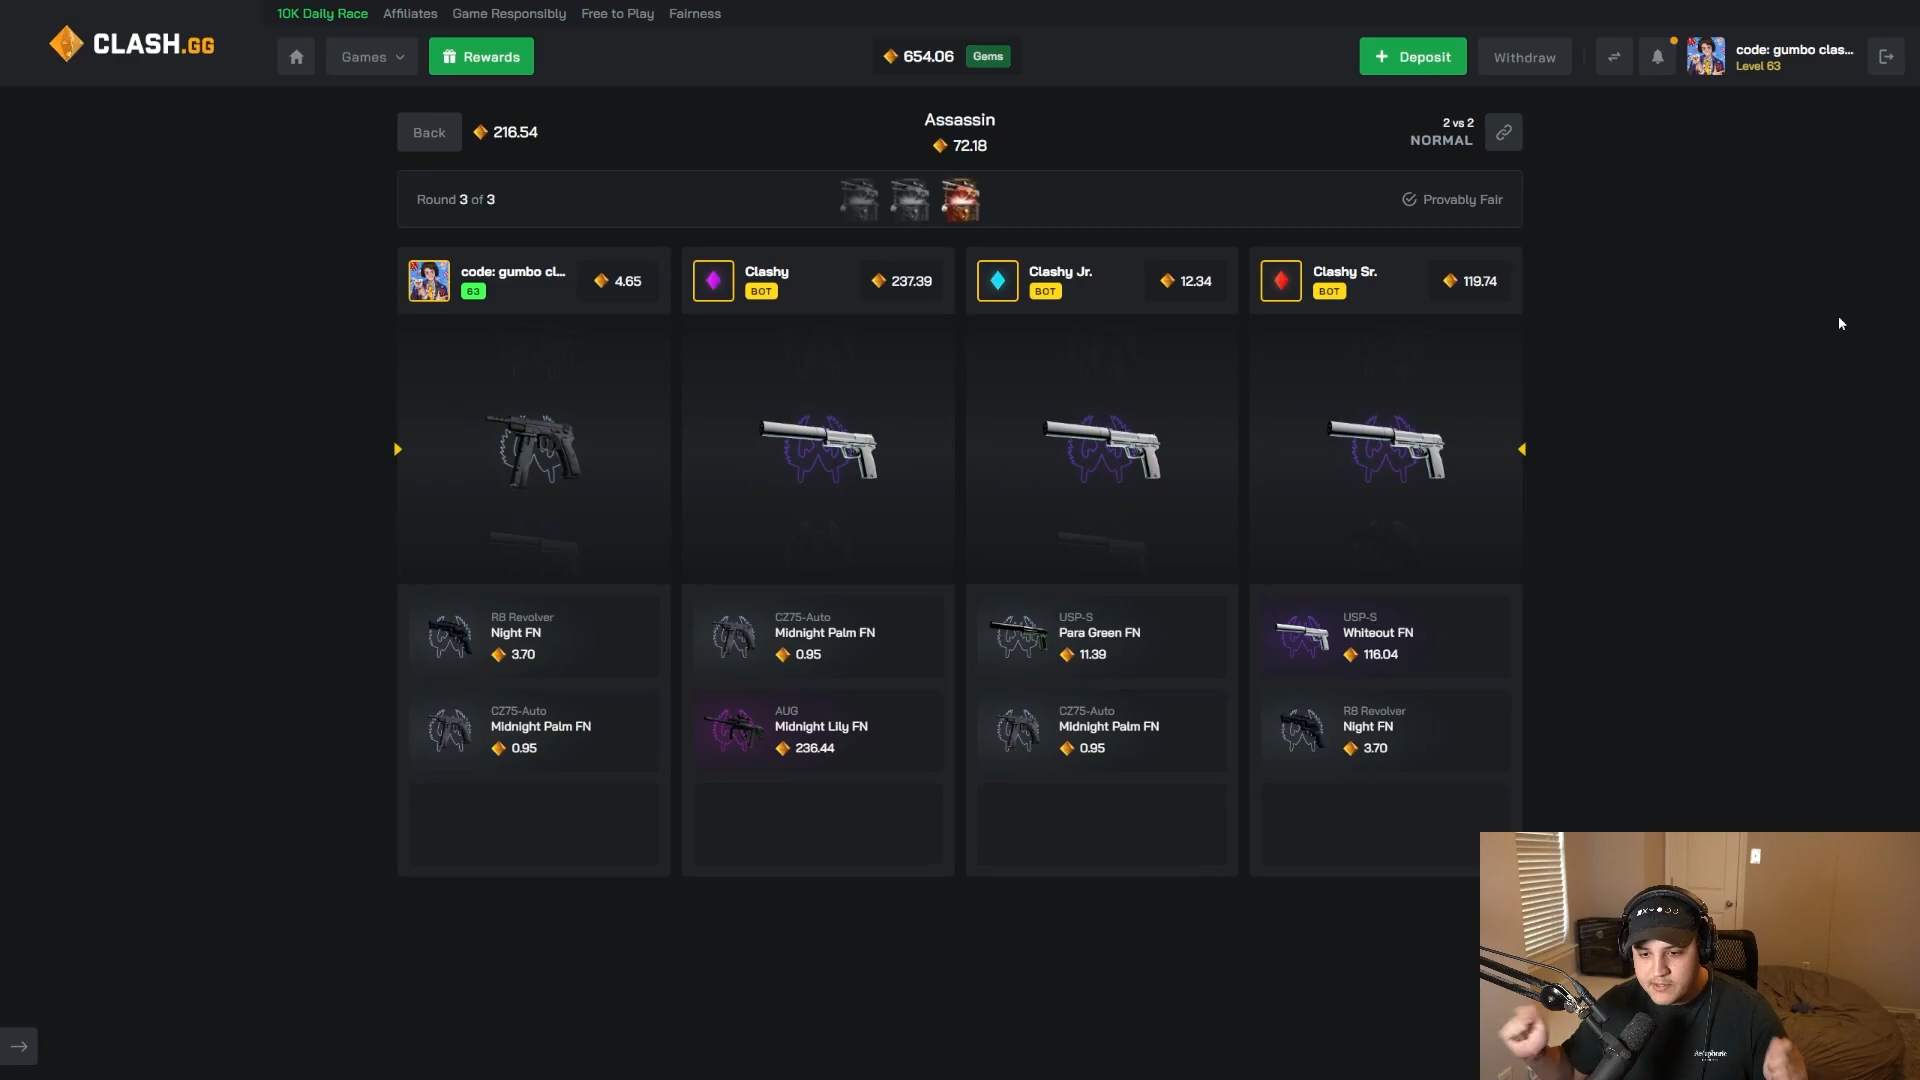 10K Daily Race Affiliates Game Responsibly Free to Play Fairness
CLASH.GG
Games
Rewards
654.06 Gems
Deposit
Withdraw
code: gumbo clas...
Level 63
Back
216.54
Assassin
72.18
2 vs 2
NORMAL
Round 3 of 3
Provably Fair
code: gumbo cl...
63
4.65
Clashy
BOT
237.39
Clashy Jr.
BOT
12.34
Clashy Sr.
BOT
119.74
R8 Revolver
Night FN
3.70
CZ75-Auto
Midnight Palm FN
0.95
USP-S
Para Green FN
11.39
USP-S
Whiteout FN
116.04
CZ75-Auto
Midnight Palm FN
0.95
AUG
Midnight Lily FN
236.44
CZ75-Auto
Midnight Palm FN
0.95
R8 Revolver
Night FN
3.70